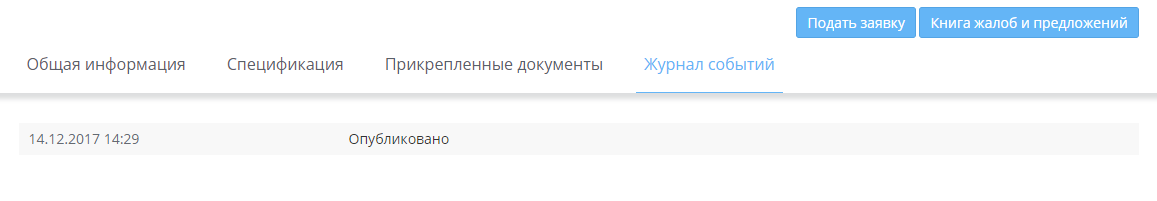 Подать заявку Книга жалоб и предложений
Общая информация Спецификация Прикрепленные документы Журнал событий
14.12.2017 14:29 Опубликовано